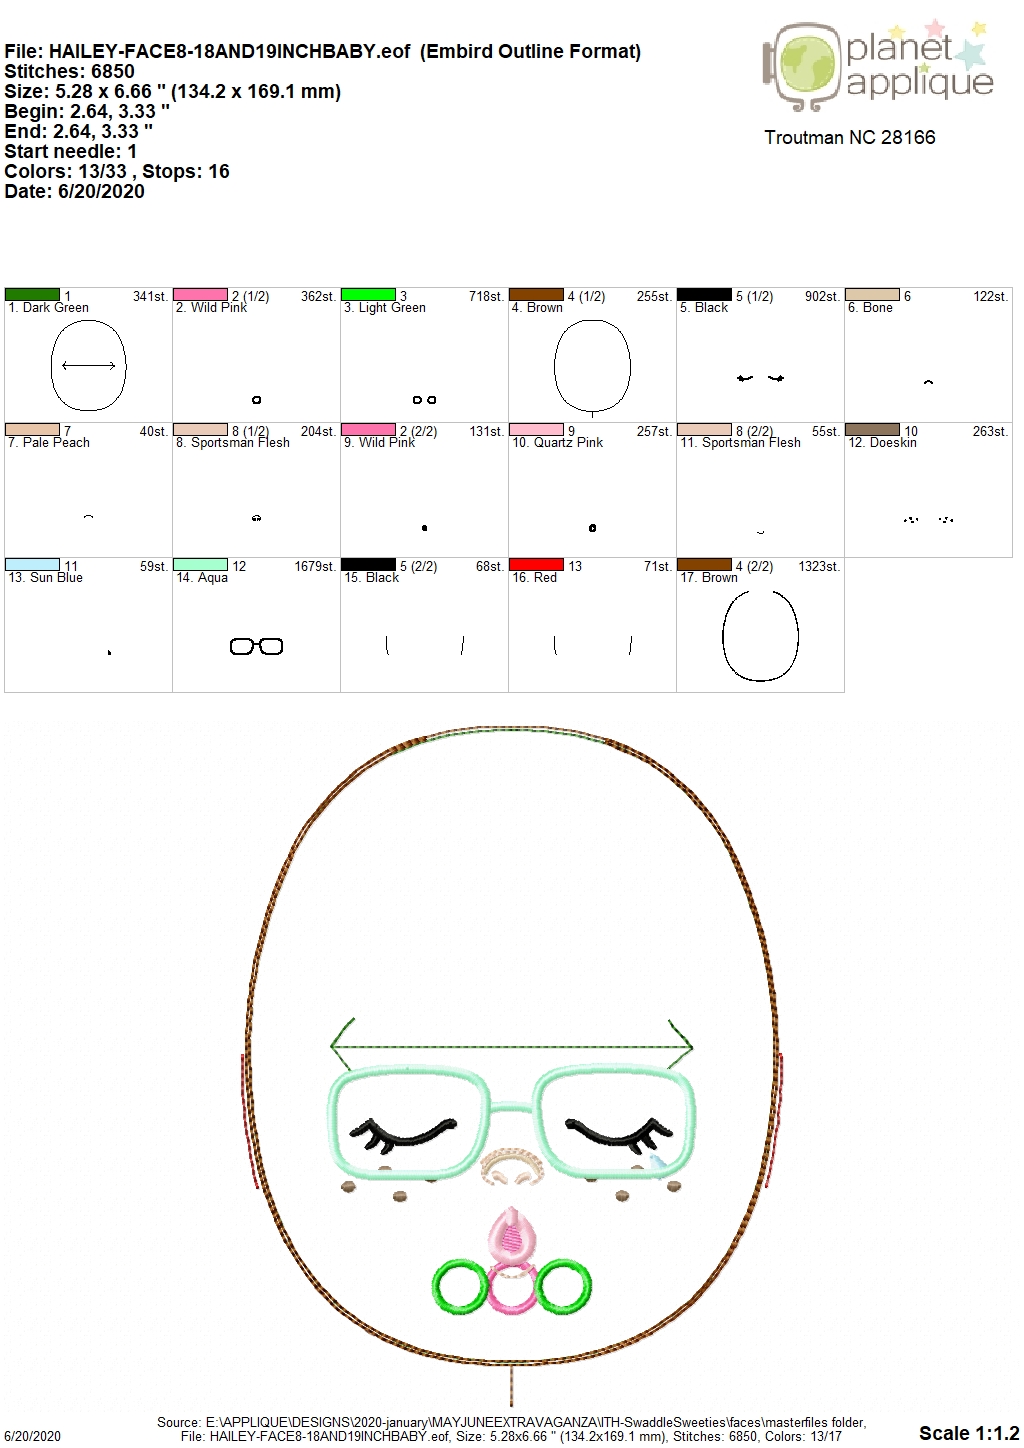 File: HAILEY-FACE8-18AND19INCHBABY.eof (Embird Outline Format)
Stitches: 6850
Size: 5.28 x 6.66 " (134.2 x 169.1 mm)
Begin: 2.64, 3.33 "
End: 2.64, 3.33 "
Start needle: 1
Colors: 13/33 , Stops: 16
Date: 6/20/2020
planet
applique
Troutman NC 28166
1 341st. 2 (1/2) 362st. 3 718st. 4 (1/2) 255st. 5 (1/2) 902st. 6 122st.
1. Dark Green 2. Wild Pink 3. Light Green 4. Brown 5. Black 6. Bone
7 40st. 8 (1/2) 204st. 2 (2/2) 131st. 9 257st. 8 (2/2) 55st. 10 263st.
7. Pale Peach 8. Sportsman Flesh 9. Wild Pink 10. Quartz Pink 11. Sportsman Flesh 12. Doeskin
11 59st. 12 1679st. 5 (2/2) 68st. 13 71st. 4 (2/2) 1323st.
13. Sun Blue 14. Aqua 15. Black 16. Red 17. Brown
Source: E:\APPLIQUE\DESIGNS\2020-january\MAYJUNEEXTRAVAGANZA\ITH-SwaddleSweeties\faces\masterfiles folder,
6/20/2020 File: HAILEY-FACE8-18AND19INCHBABY.eof, Size: 5.28x6.66 " (134.2x169.1 mm), Stitches: 6850, Colors: 13/17 Scale 1:1.2